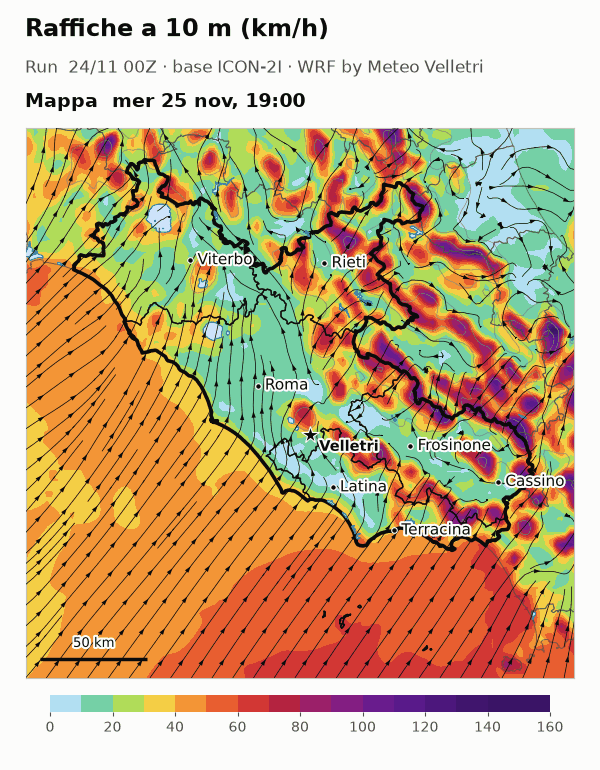 Raffiche a 10 m (km/h)
Run  24/11 00Z · base ICON-2I · WRF by Meteo Velletri
Mappa  mer 25 nov, 19:00
Viterbo
Rieti
Roma
Velletri
Frosinone
Latina
Cassino
Terracina
50 km
0 20 40 60 80 100 120 140 160